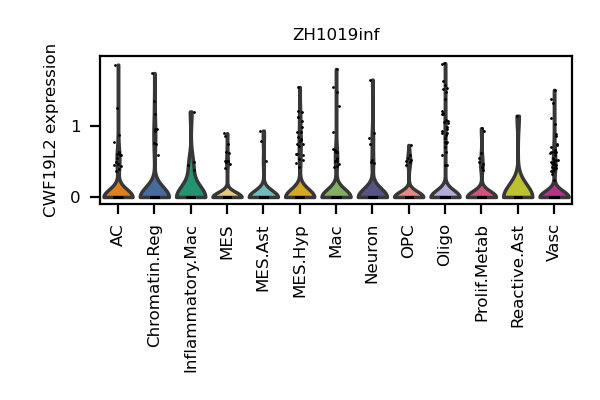 ZH1019inf
CWF19L2 expression
1
0
AC
Chromatin.Reg
Inflammatory.Mac
MES
MES.Ast
MES.Hyp
Mac
Neuron
OPC
Oligo
Prolif.Metab
Reactive.Ast
Vasc